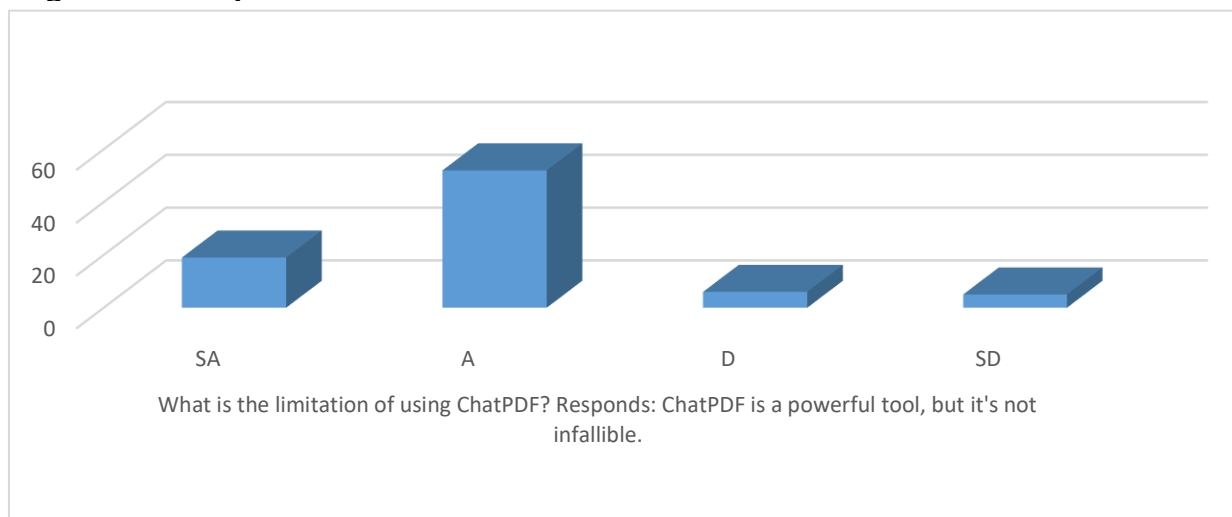 60
40
20
0
SA A D SD
What is the limitation of using ChatPDF? Responds: ChatPDF is a powerful tool, but it's not
infallible.